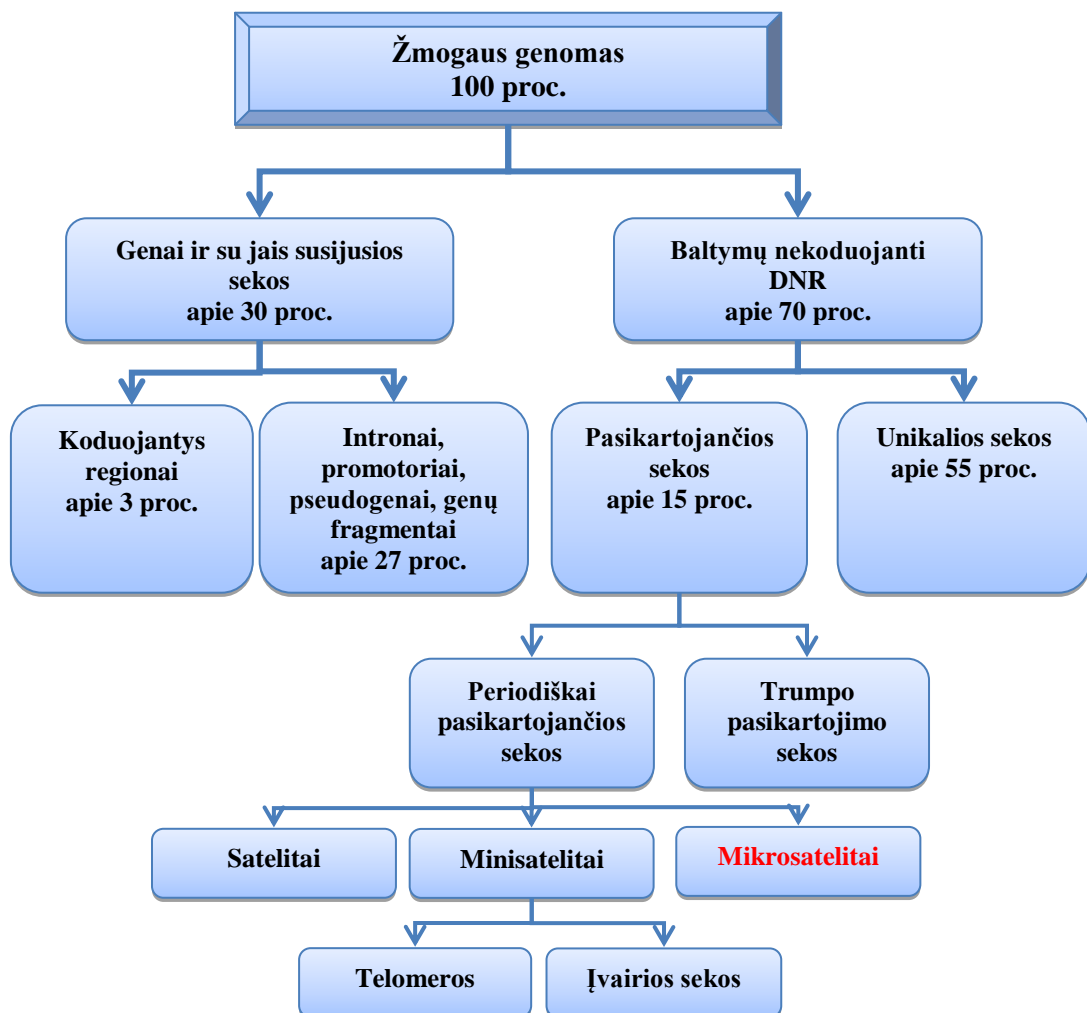 Žmogaus genomas
100 proc.
Genai ir su jais susijusios
sekos
apie 30 proc.
Baltymų nekoduojanti
DNR
apie 70 proc.
Koduojantys
regionai
apie 3 proc.
Intronai,
promotoriai,
pseudogenai, genų
fragmentai
apie 27 proc.
Pasikartojančios
sekos
apie 15 proc.
Unikalios sekos
apie 55 proc.
Periodiškai
pasikartojančios
sekos
Trumpo
pasikartojimo
sekos
Satelitai
Minisatelitai
Mikrosatelitai
Telomeros
Įvairios sekos